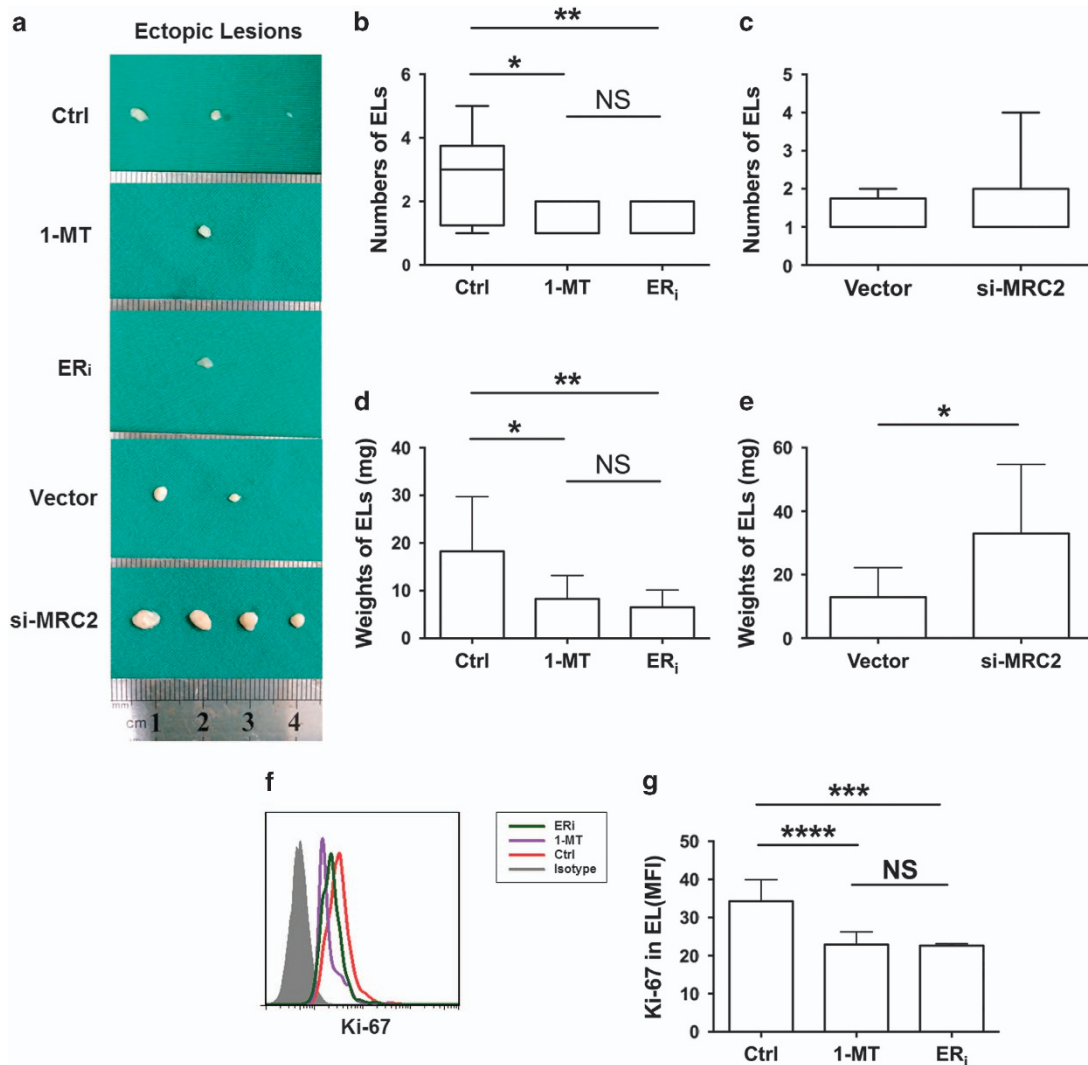 a
Ectopic Lesions
Ctrl
1-MT
ERi
Vector
si-MRC2
mm
cm 1 2 3 4
b
**
*
NS
Numbers of ELs
6
4
2
0
Ctrl 1-MT ERi
c
Numbers of ELs
5
4
3
2
1
0
Vector si-MRC2
d
**
*
NS
Weights of ELs (mg)
40
30
20
10
0
Ctrl 1-MT ERi
e
*
Weights of ELs (mg)
60
40
20
0
Vector si-MRC2
f
ERi
1-MT
Ctrl
Isotype
Ki-67
g
***
****
NS
Ki-67 in EL(MFI)
50
40
30
20
10
0
Ctrl 1-MT ERi